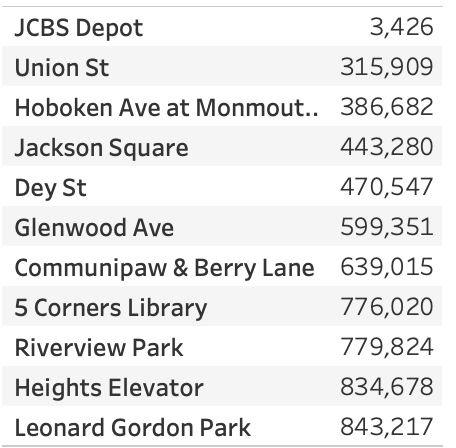 JCBS Depot 3,426
Union St 315,909
Hoboken Ave at Monmout.. 386,682
Jackson Square 443,280
Dey St 470,547
Glenwood Ave 599,351
Communipaw & Berry Lane 639,015
5 Corners Library 776,020
Riverview Park 779,824
Heights Elevator 834,678
Leonard Gordon Park 843,217